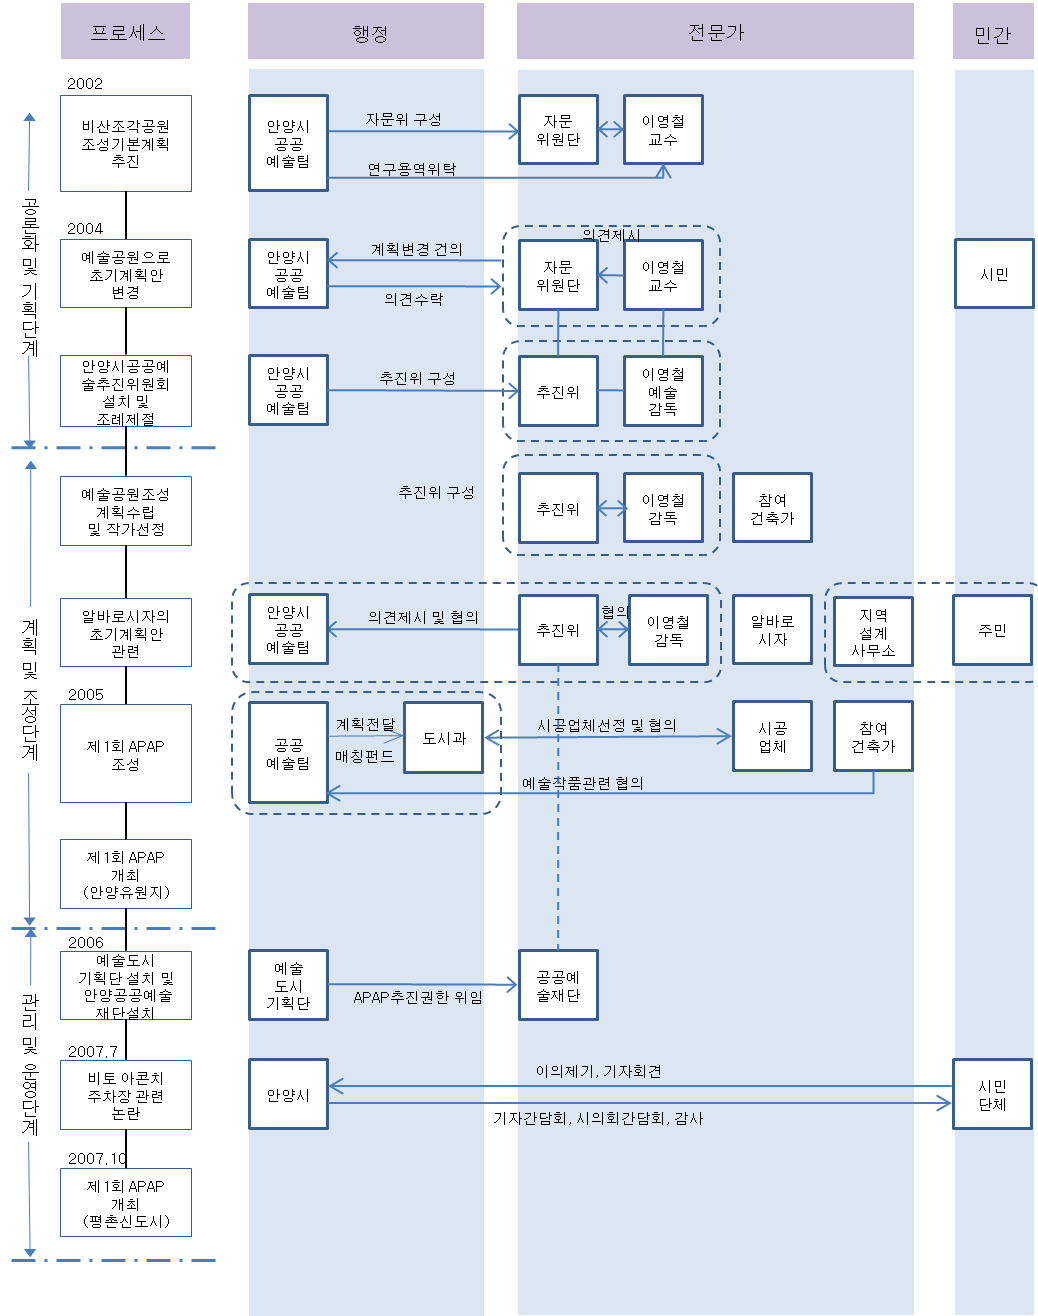 프로세스
행정
전문가
민간
공론화 및 기획단계
2002
비산조각공원
조성기본계획
추진
안양시
공공
예술팀
자문위 구성
연구용역위탁
자문
위원단
이영철
교수
2004
예술공원으로
초기계획안
변경
안양시
공공
예술팀
계획변경 건의
의견수락
의견제시
자문
위원단
이영철
교수
시민
안양시공공예
술추진위원회
설치 및
조례제절
안양시
공공
예술팀
추진위 구성
추진위
이영철
예술
감독
계획 및 조성단계
예술공원조성
계획수립
및 작가선정
추진위 구성
추진위
이영철
감독
참여
건축가
알바로시자의
초기계획안
관련
안양시
공공
예술팀
의견제시 및 협의
추진위
협의
이영철
감독
알바로
시자
지역
설계
사무소
주민
2005
제1회 APAP
조성
공공
예술팀
계획전달
매칭펀드
도시과
시공업체선정 및 협의
시공
업체
참여
건축가
예술작품관련 협의
제1회 APAP
개최
(안양유원지)
관리 및 운영단계
2006
예술도시
기획단 설치 및
안양공공예술
재단설치
예술
도시
기획단
APAP추진권한 위임
공공예
술재단
2007.7
비토 아콘치
주차장 관련
논란
안양시
이의제기, 기자회견
기자간담회, 시의회간담회, 감사
시민
단체
2007.10
제1회 APAP
개최
(평촌신도시)